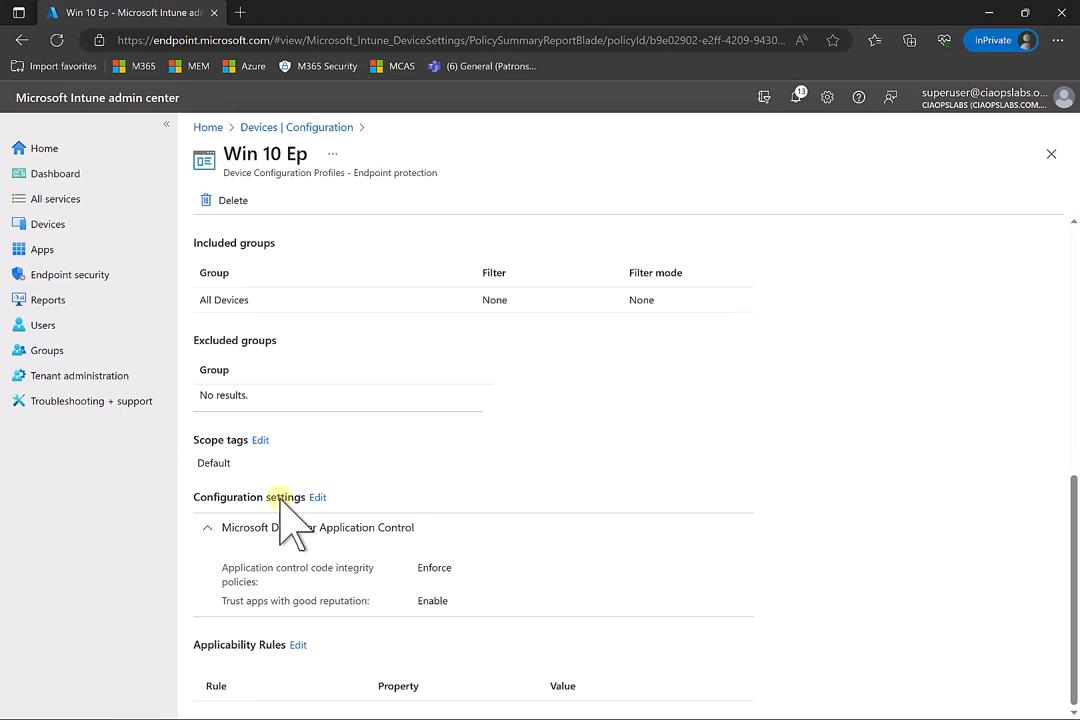 Win 10 Ep - Microsoft Intune admi
https://endpoint.microsoft.com/#view/Microsoft_Intune_DeviceSettings/PolicySummaryReportBlade/policyId/b9e02902-e2ff-4209-9430...
InPrivate
Import favorites M365 MEM Azure M365 Security MCAS (6) General (Patrons...
Microsoft Intune admin center
13
superuser@ciaopslabs.o...
CIAOPSLABS (CIAOPSLABS.COM....
Home
Dashboard
All services
Devices
Apps
Endpoint security
Reports
Users
Groups
Tenant administration
Troubleshooting + support
Home > Devices | Configuration >
Win 10 Ep ...
Device Configuration Profiles - Endpoint protection
Delete
Included groups
Group Filter Filter mode
All Devices None None
Excluded groups
Group
No results.
Scope tags Edit
Default
Configuration settings Edit
Microsoft Application Control
Application control code integrity policies: Enforce
Trust apps with good reputation: Enable
Applicability Rules Edit
Rule Property Value